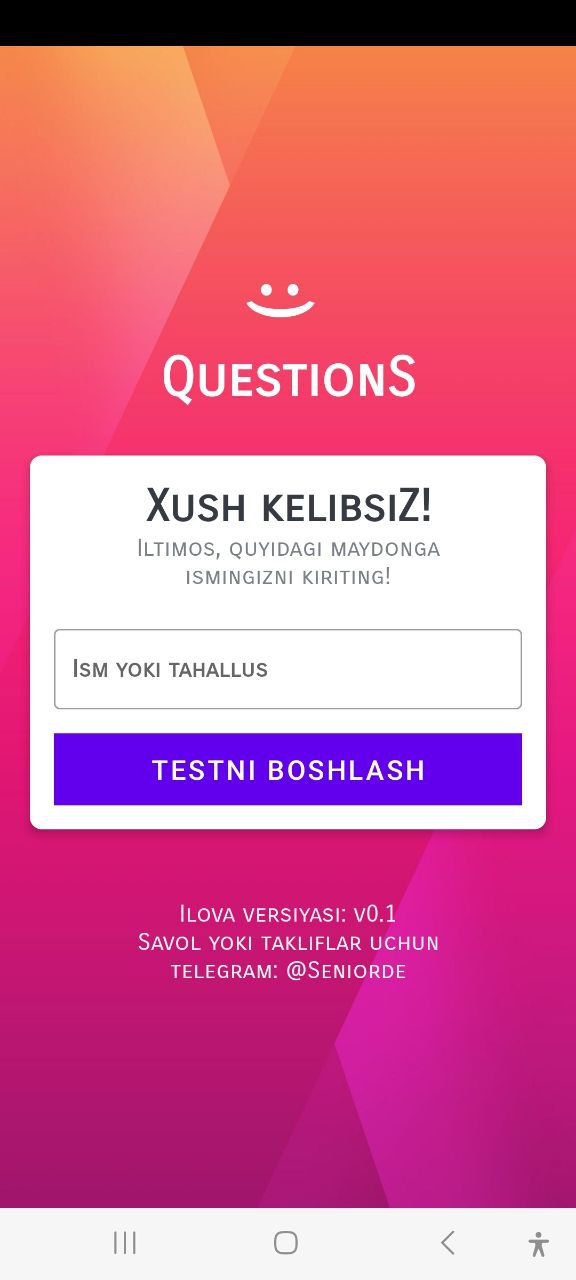 QuestionS
Xush kelibsiZ!
Iltimos, quyidagi maydonga
ismingizni kiriting!
Ism yoki tahallus
TESTNI BOSHLASH
Ilova versiyasi: v0.1
Savol yoki takliflar uchun
telegram: @Seniorde